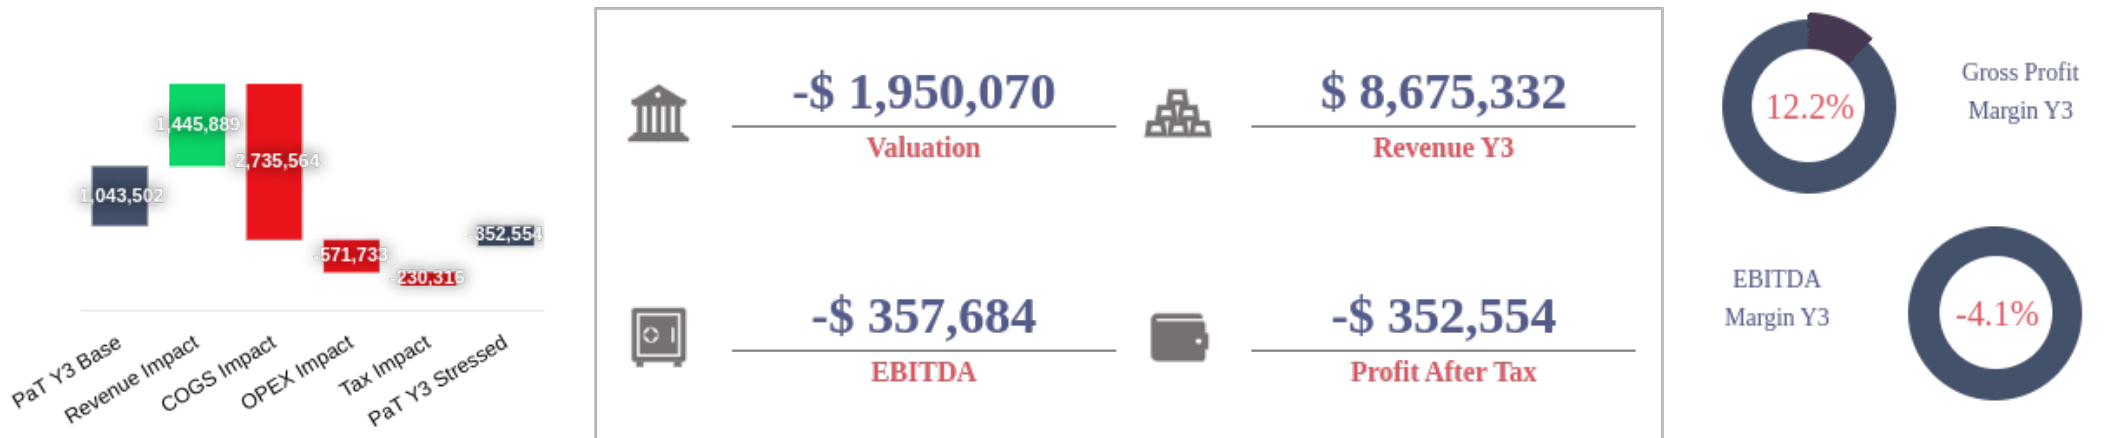 1,043,502
1,445,889
-2,735,564
-571,733
-230,316
-352,554
PaT Y3 Base
Revenue Impact
COGS Impact
OPEX Impact
Tax Impact
PaT Y3 Stressed
-$ 1,950,070
Valuation
$ 8,675,332
Revenue Y3
-$ 357,684
EBITDA
-$ 352,554
Profit After Tax
12.2%
Gross Profit
Margin Y3
EBITDA
Margin Y3
-4.1%